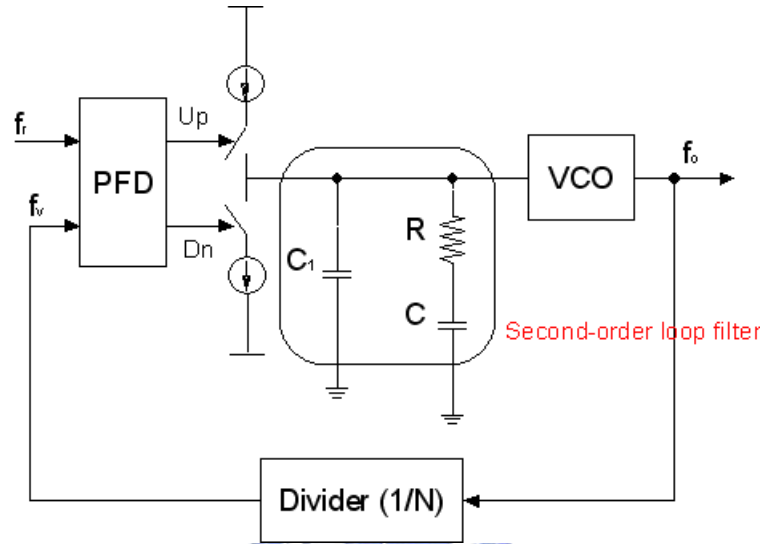 fr
Up
PFD
VCO
fo
fv
Dn
R
C1
C
Second-order loop filter
Divider (1/N)